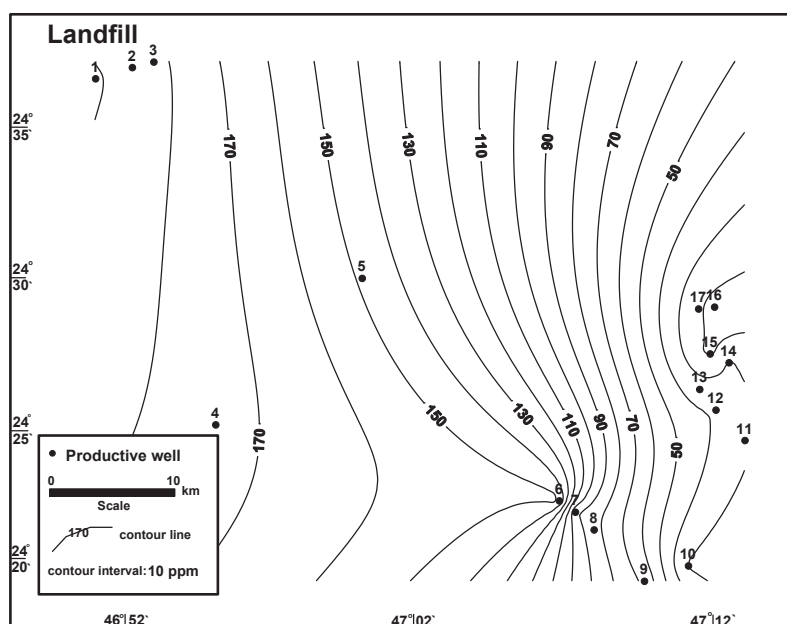 Landfill
1 2 3
24° 35`
170 150 130 110 90 70 50
24° 30`
5
17 16
15
14
13
12
24° 25`
4
170 150 130 110 90 70 50
11
6
7
8
9
10
24° 20`
Productive well
0 10 km
Scale
170 contour line
contour interval:10 ppm
46° 52` 47° 02` 47° 12`